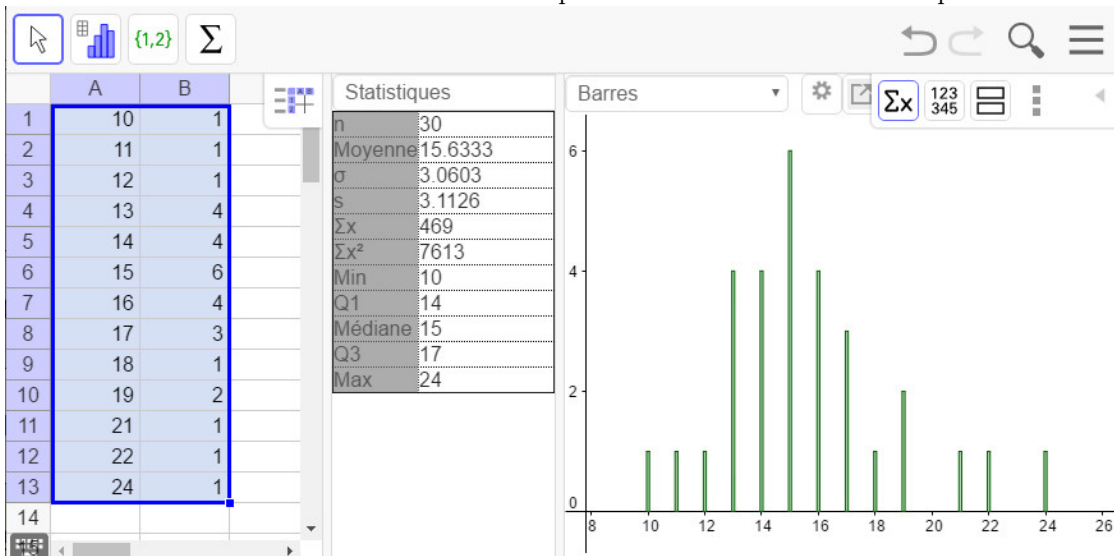 {1,2} Σ
A B
1 10 1
2 11 1
3 12 1
4 13 4
5 14 4
6 15 6
7 16 4
8 17 3
9 18 1
10 19 2
11 21 1
12 22 1
13 24 1
14
Statistiques
n 30
Moyenne 15.6333
σ 3.0603
s 3.1126
Σx 469
Σx² 7613
Min 10
Q1 14
Médiane 15
Q3 17
Max 24
Barres
Σx 123 345
6
4
2
0
8 10 12 14 16 18 20 22 24 26